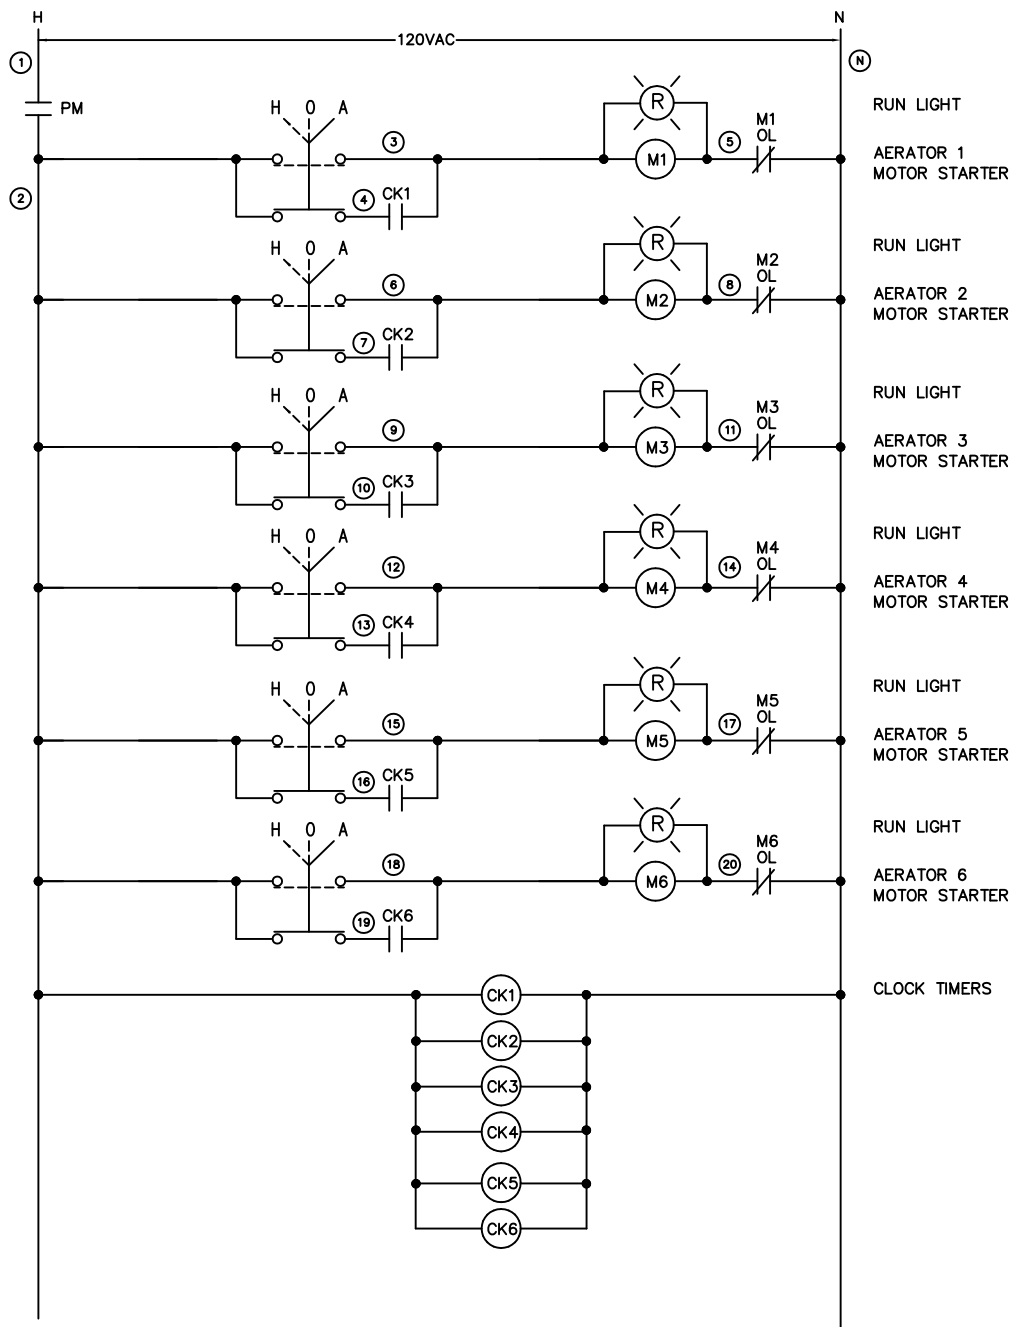 H N
120VAC
1 N
PM
H O A
R RUN LIGHT
3 M1 5 M1 OL AERATOR 1
MOTOR STARTER
2
4 CK1
H O A
R RUN LIGHT
6 M2 8 M2 OL AERATOR 2
MOTOR STARTER
7 CK2
H O A
R RUN LIGHT
9 M3 11 M3 OL AERATOR 3
MOTOR STARTER
10 CK3
H O A
R RUN LIGHT
12 M4 14 M4 OL AERATOR 4
MOTOR STARTER
13 CK4
H O A
R RUN LIGHT
15 M5 17 M5 OL AERATOR 5
MOTOR STARTER
16 CK5
H O A
R RUN LIGHT
18 M6 20 M6 OL AERATOR 6
MOTOR STARTER
19 CK6
CK1 CLOCK TIMERS
CK2
CK3
CK4
CK5
CK6